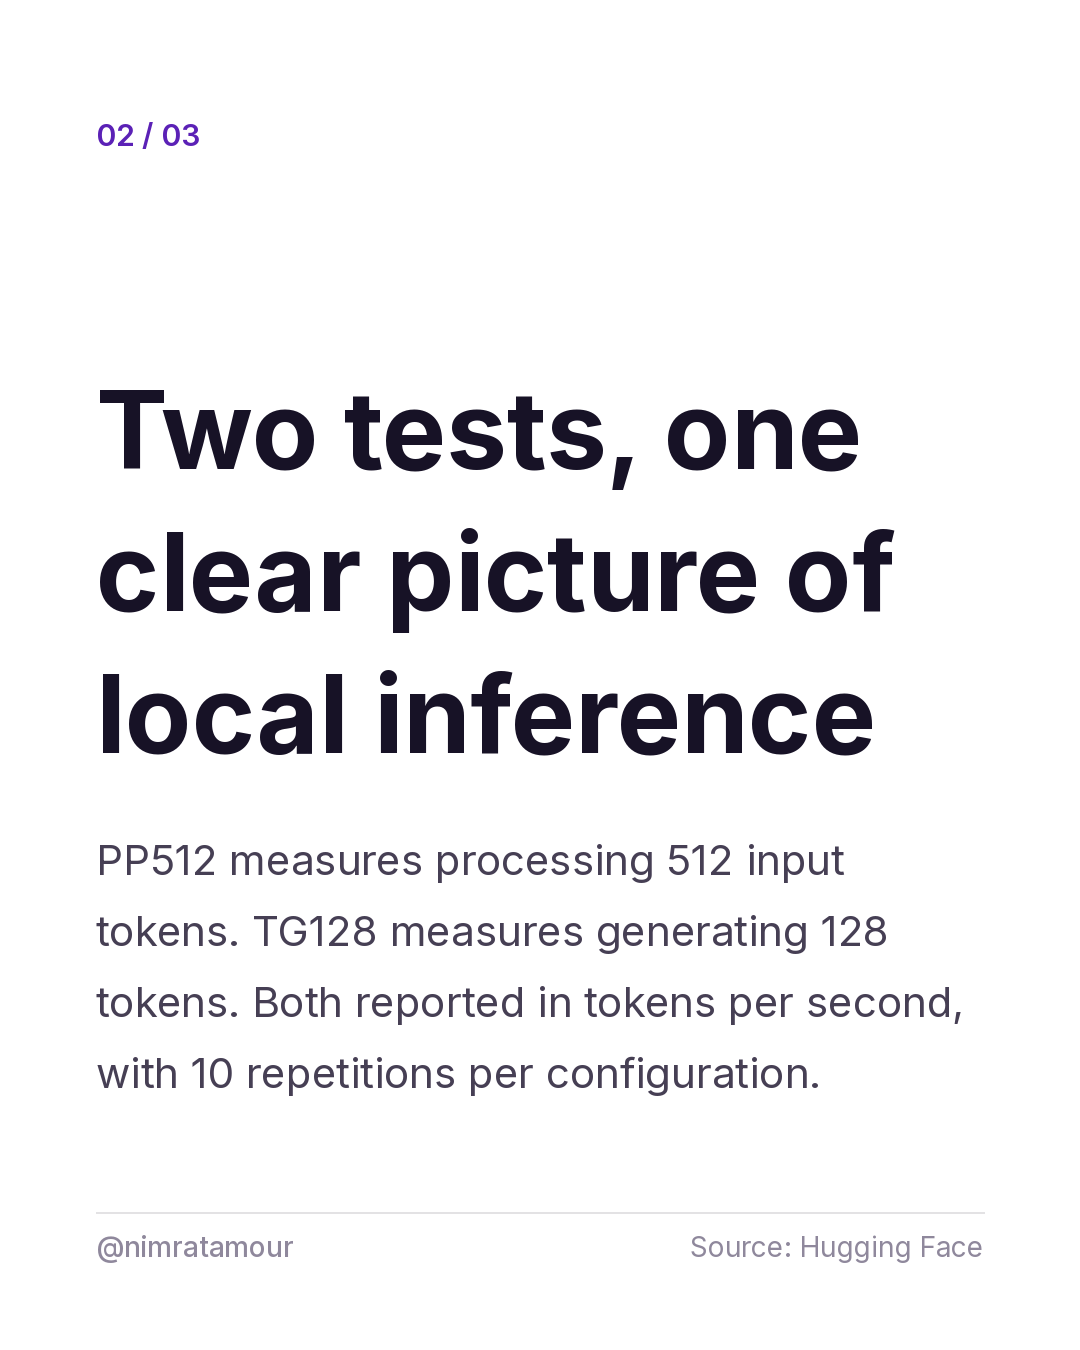 02 / 03
Two tests, one
clear picture of
local inference
PP512 measures processing 512 input
tokens. TG128 measures generating 128
tokens. Both reported in tokens per second,
with 10 repetitions per configuration.
@nimratamour
Source: Hugging Face